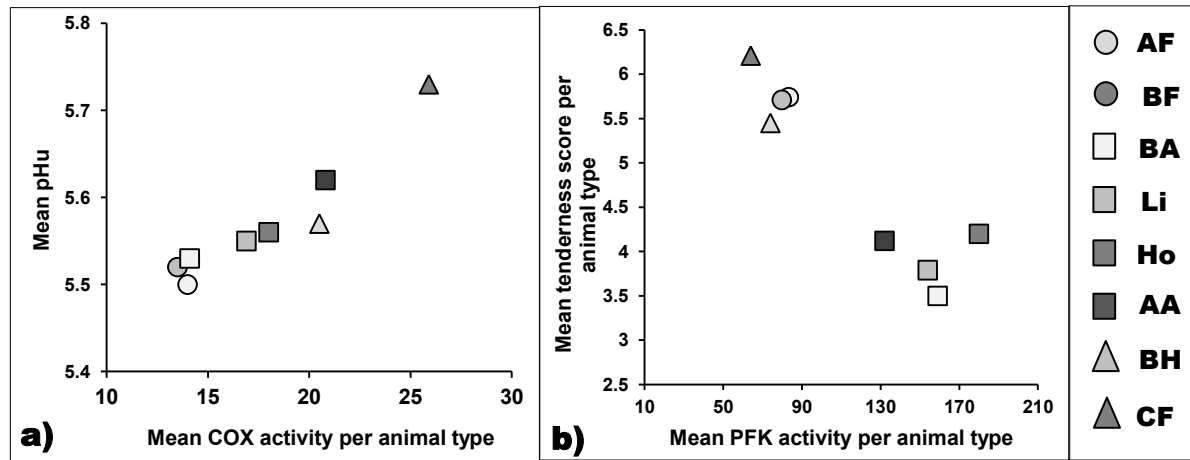 5.8
5.7
5.6
5.5
5.4
Mean pHu
10 15 20 25 30
a) Mean COX activity per animal type
6.5
6
5.5
5
4.5
4
3.5
3
2.5
Mean tenderness score per
animal type
10 50 90 130 170 210
b) Mean PFK activity per animal type
AF
BF
BA
Li
Ho
AA
BH
CF